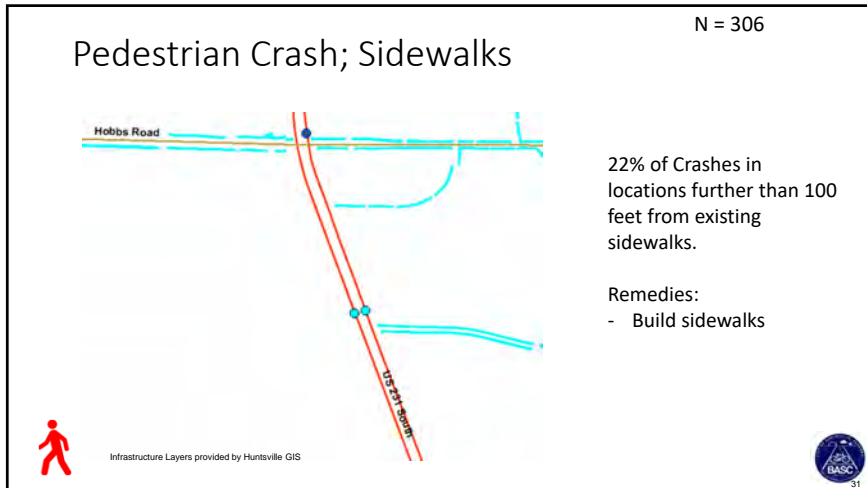 N = 306
Pedestrian Crash; Sidewalks
Hobbs Road
US 231 South
22% of Crashes in
locations further than 100
feet from existing
sidewalks.
Remedies:
- Build sidewalks
Infrastructure Layers provided by Huntsville GIS
BASC
31